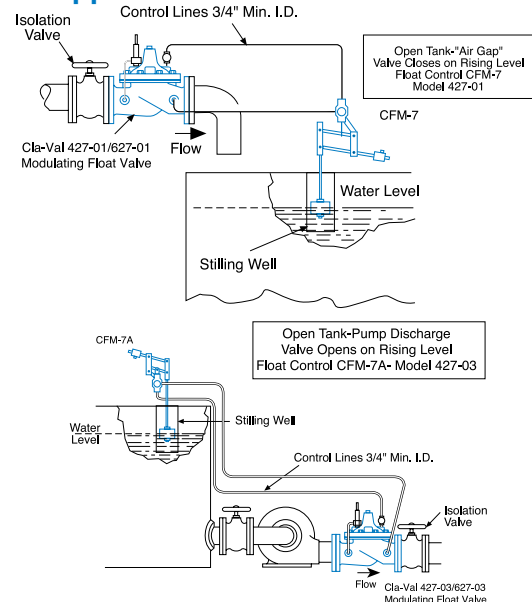 Control Lines 3/4" Min. I.D.
Isolation
Valve
Open Tank-"Air Gap"
Valve Closes on Rising Level
Float Control CFM-7
Model 427-01
CFM-7
Cla-Val 427-01/627-01
Modulating Float Valve
Flow
Water Level
Stilling Well
Open Tank-Pump Discharge
Valve Opens on Rising Level
Float Control CFM-7A- Model 427-03
CFM-7A
Stilling Well
Water
Level
Control Lines 3/4" Min. I.D.
Isolation
Valve
Flow
Cla-Val 427-03/627-03
Modulating Float Valve